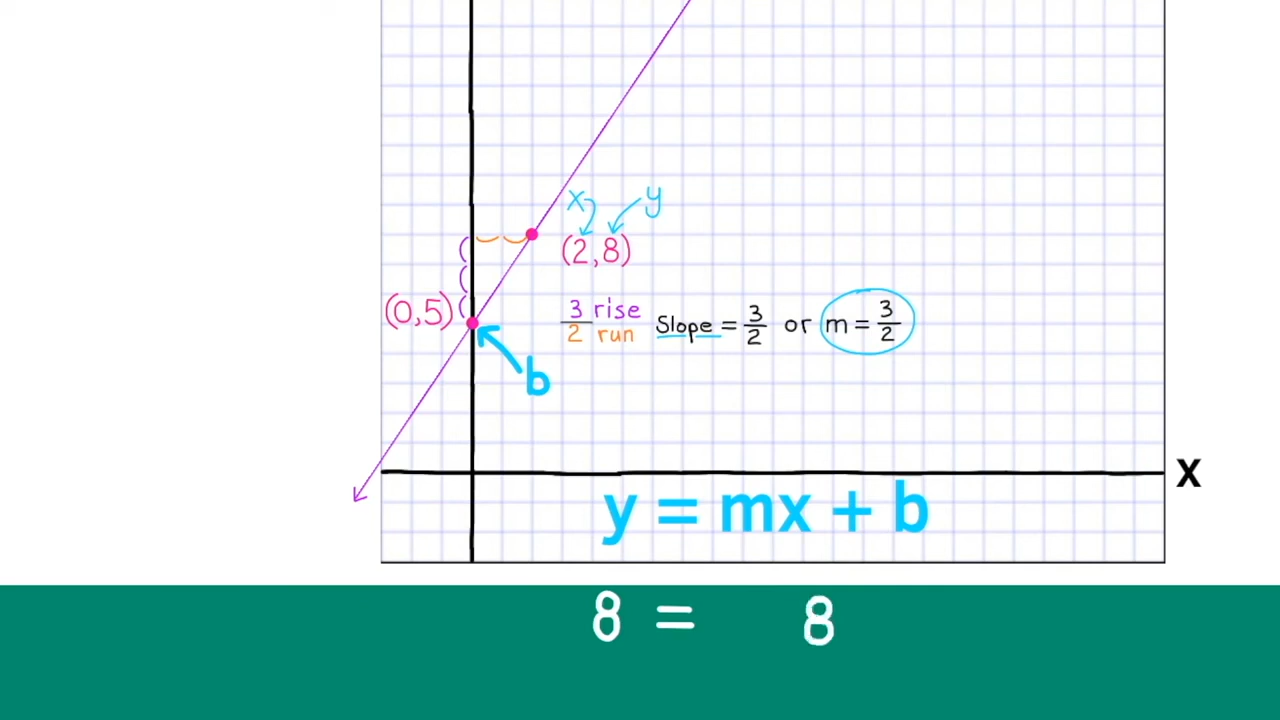 x y
(2,8)
(0,5) 3 rise
2 run Slope = 3/2 or m = 3/2
b
x
y = mx + b
8 = 8